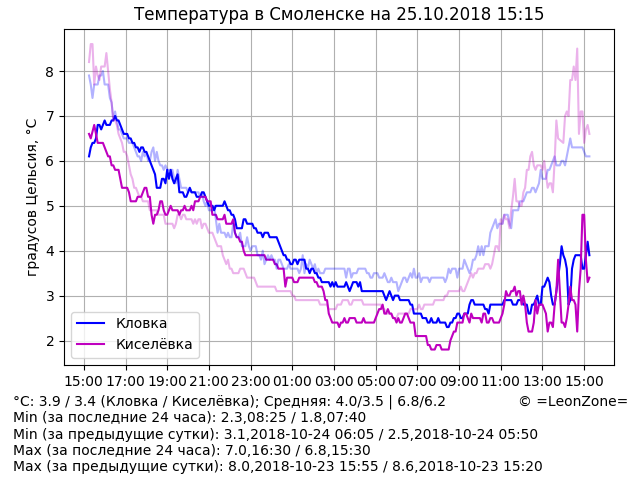 Температура в Смоленске на 25.10.2018 15:15
градусов Цельсия, °C
8
7
6
5
4
3
2
Кловка
Киселёвка
15:00 17:00 19:00 21:00 23:00 01:00 03:00 05:00 07:00 09:00 11:00 13:00 15:00
°C: 3.9 / 3.4 (Кловка / Киселёвка); Средняя: 4.0/3.5 | 6.8/6.2 © =LeonZone=
Min (за последние 24 часа): 2.3,08:25 / 1.8,07:40
Min (за предыдущие сутки): 3.1,2018-10-24 06:05 / 2.5,2018-10-24 05:50
Max (за последние 24 часа): 7.0,16:30 / 6.8,15:30
Max (за предыдущие сутки): 8.0,2018-10-23 15:55 / 8.6,2018-10-23 15:20